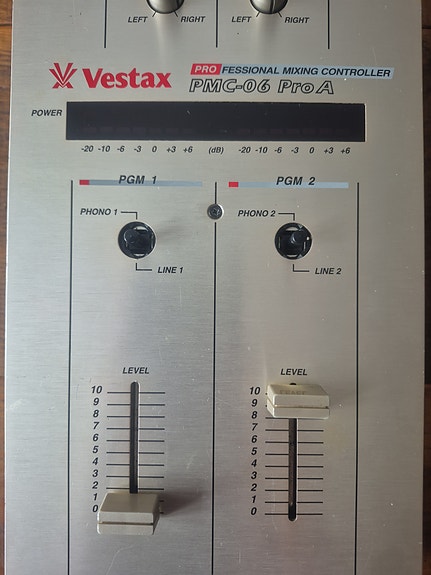 LEFT RIGHT LEFT RIGHT
Vestax
PROFESSIONAL MIXING CONTROLLER
PMC-06 ProA
POWER
-20 -10 -6 -3 0 +3 +6 (dB) -20 -10 -6 -3 0 +3 +6
PGM 1 PGM 2
PHONO 1 PHONO 2
LINE 1 LINE 2
LEVEL LEVEL
10 10
9 9
8 8
7 7
6 6
5 5
4 4
3 3
2 2
1 1
0 0